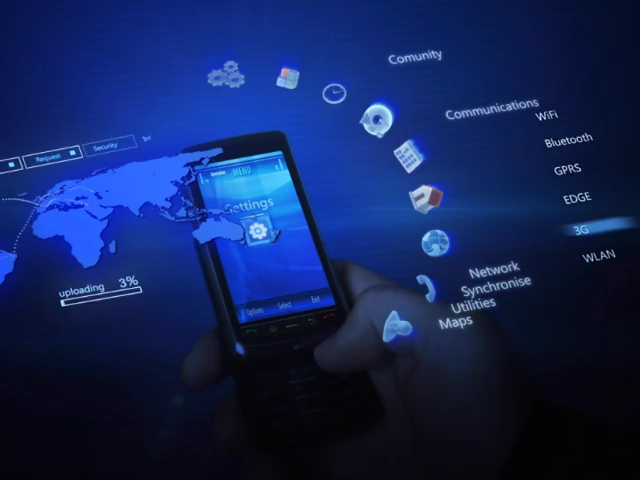 Comunity
Communications
WiFi
Bluetooth
GPRS
EDGE
3G
WLAN
Request
Security
MENU
Settings
uploading 3%
Options Select Exit
Network
Synchronise
Utilities
Maps